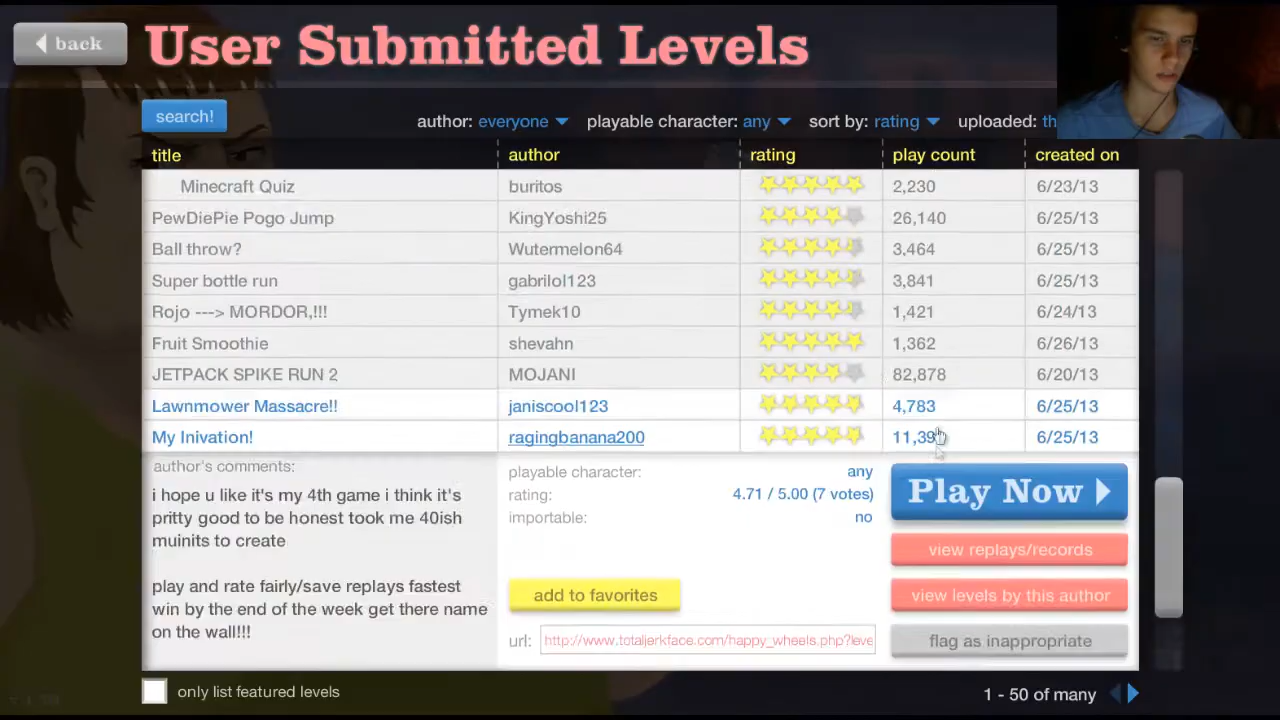 back
User Submitted Levels
search!
author: everyone playable character: any sort by: rating uploaded: th
title author rating play count created on
Minecraft Quiz buritos 2,230 6/23/13
PewDiePie Pogo Jump KingYoshi25 26,140 6/25/13
Ball throw? Wutermelon64 3,464 6/25/13
Super bottle run gabrilol123 3,841 6/25/13
Rojo ---> MORDOR,!!! Tymek10 1,421 6/24/13
Fruit Smoothie shevahn 1,362 6/26/13
JETPACK SPIKE RUN 2 MOJANI 82,878 6/20/13
Lawnmower Massacre!! janiscool123 4,783 6/25/13
My Inivation! ragingbanana200 6/25/13
author's comments:
i hope u like it's my 4th game i think it's
pritty good to be honest took me 40ish
muinits to create
play and rate fairly/save replays fastest
win by the end of the week get there name
on the wall!!!
playable character: any
rating: 4.71 / 5.00 (7 votes)
importable: no
add to favorites
url: http://www.totaljerkface.com/happy_wheels.php?leve
Play Now
view replays/records
view levels by this author
flag as inappropriate
only list featured levels
1 - 50 of many